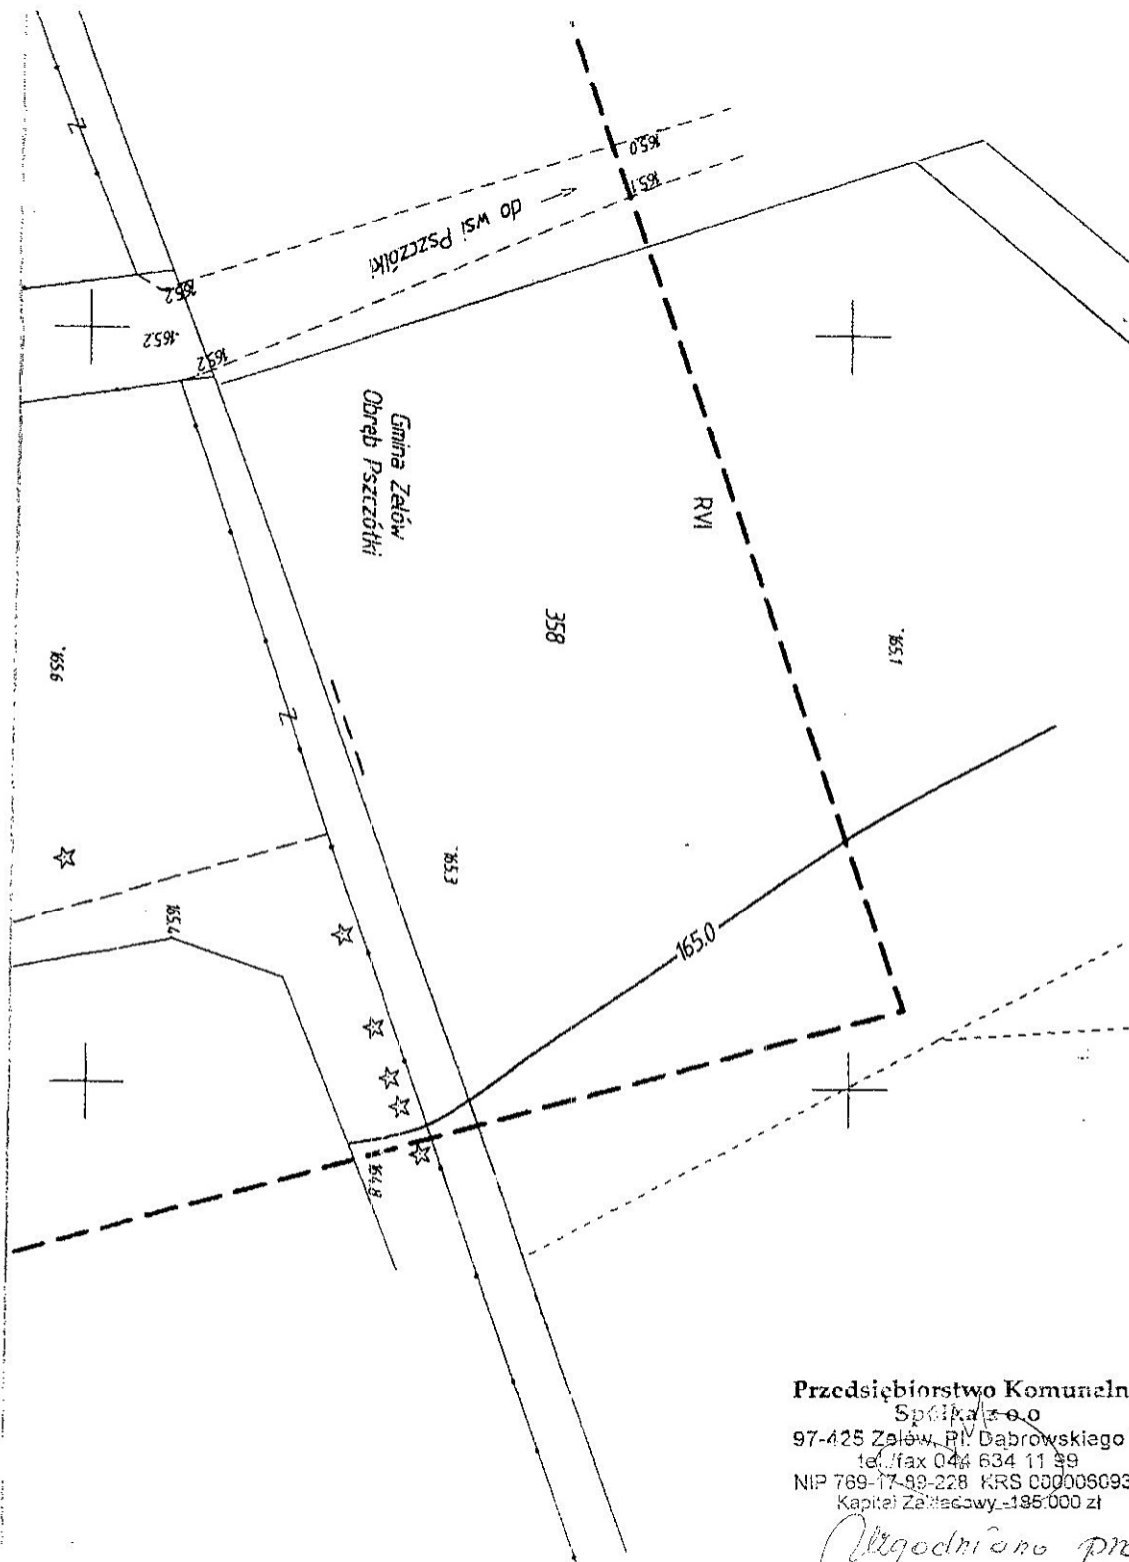 Z
165.0
165.1
do wsi Pszczółki
165.2
165.2
165.2
Gmina Zelów
Obręb Pszczółki
RVI
358
165.1
165.6
Z
165.3
165.4
165.0
164.8
Przedsiębiorstwo Komunaln
Spółka z o.o
97-425 Zelów, Pl. Dąbrowskiego
tel./fax 044 634 11 99
NIP 769-17-89-228 KRS 000006093
Kapitał Zakładowy -185.000 zł
Uzgodniono prz